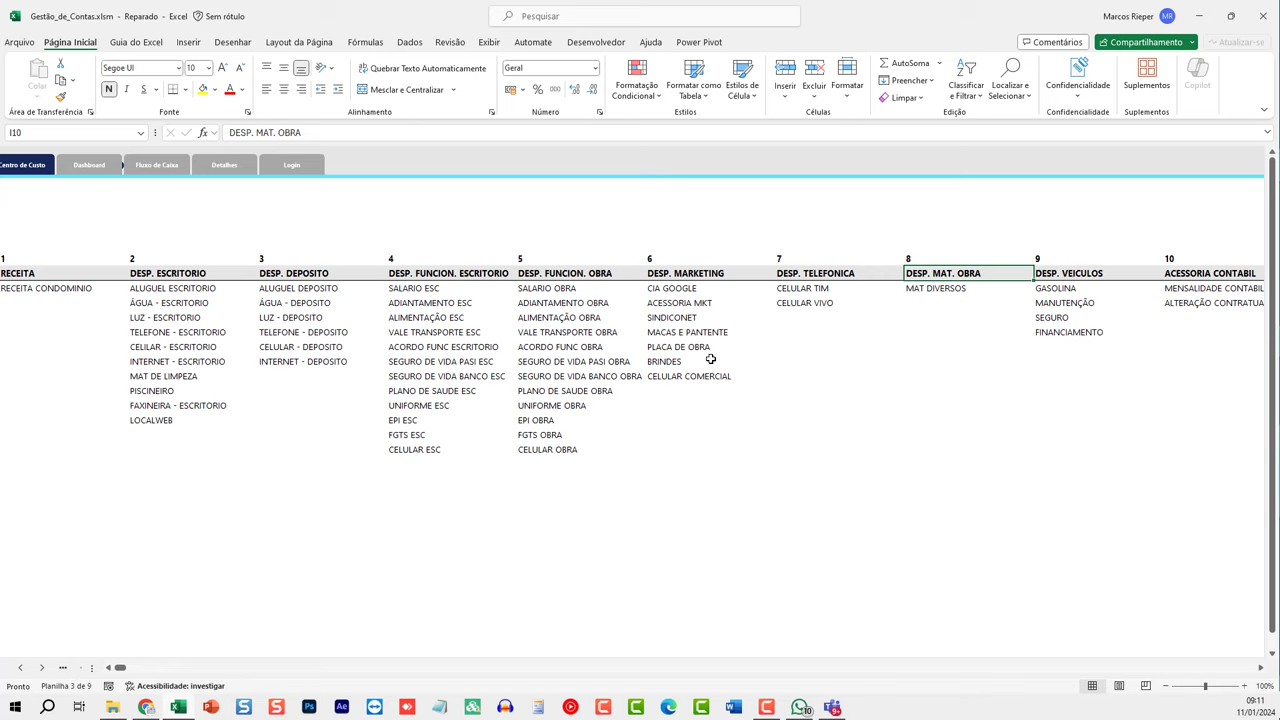 Gestão_de_Contas.xlsm - Reparado - Excel Sem rótulo Pesquisar Marcos Rieper MR
Arquivo Página Inicial Guia do Excel Inserir Desenhar Layout da Página Fórmulas Dados Revisão Exibir Automate Desenvolvedor Ajuda Power Pivot Comentários Compartilhamento Atualizar-se
Colar Segoe UI 10 Quebrar Texto Automaticamente Geral Formatação Condicional Formatar como Tabela Estilos de Célula Inserir Excluir Formatar AutoSoma Classificar e Filtrar Localizar e Selecionar Confidencialidade Suplementos Copilot
N I S A Mesclar e Centralizar % 000 Preencher
Limpar
Área de Transferência Fonte Alinhamento Número Estilos Células Edição Confidencialidade Suplementos
I10 fx DESP. MAT. OBRA
Centro de Custo Dashboard Fluxo de Caixa Detalhes Login
1 2 3 4 5 6 7 8 9 10
RECEITA DESP. ESCRITORIO DESP. DEPOSITO DESP. FUNCION. ESCRITORIO DESP. FUNCION. OBRA DESP. MARKETING DESP. TELEFONICA DESP. MAT. OBRA DESP. VEICULOS ACESSORIA CONTABIL
RECEITA CONDOMINIO ALUGUEL ESCRITORIO ALUGUEL DEPOSITO SALARIO ESC SALARIO OBRA CIA GOOGLE CELULAR TIM MAT DIVERSOS GASOLINA MENSALIDADE CONTABIL
ÁGUA - ESCRITORIO ÁGUA - DEPOSITO ADIANTAMENTO ESC ADIANTAMENTO OBRA ACESSORIA MKT CELULAR VIVO MANUTENÇÃO ALTERAÇÃO CONTRATUA
LUZ - ESCRITORIO LUZ - DEPOSITO ALIMENTAÇÃO ESC ALIMENTAÇÃO OBRA SINDICONET SEGURO
TELEFONE - ESCRITORIO TELEFONE - DEPOSITO VALE TRANSPORTE ESC VALE TRANSPORTE OBRA MACAS E PANTENTE FINANCIAMENTO
CELILAR - ESCRITORIO CELULAR - DEPOSITO ACORDO FUNC ESCRITORIO ACORDO FUNC OBRA PLACA DE OBRA
INTERNET - ESCRITORIO INTERNET - DEPOSITO SEGURO DE VIDA PASI ESC SEGURO DE VIDA PASI OBRA BRINDES
MAT DE LIMPEZA SEGURO DE VIDA BANCO ESC SEGURO DE VIDA BANCO OBRA CELULAR COMERCIAL
PISCINEIRO PLANO DE SAUDE ESC PLANO DE SAUDE OBRA
FAXINEIRA - ESCRITORIO UNIFORME ESC UNIFORME OBRA
LOCALWEB EPI ESC EPI OBRA
FGTS ESC FGTS OBRA
CELULAR ESC CELULAR OBRA
Pronto Planilha 3 de 9 Acessibilidade: investigar 100%
09:11
11/01/2024